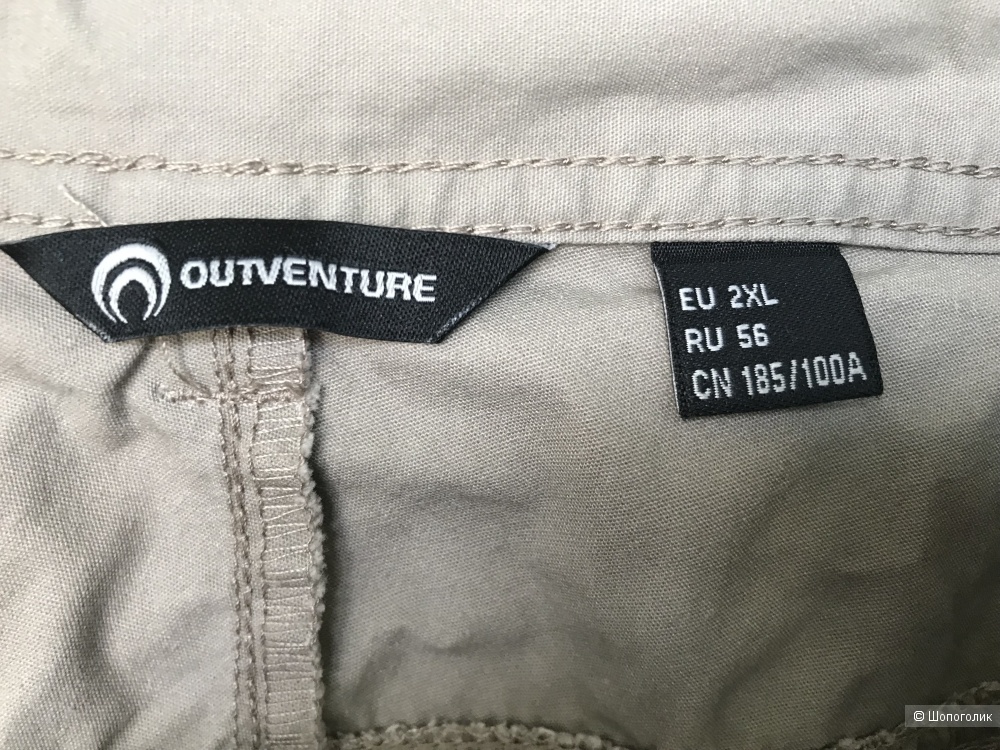 OUTVENTURE
EU 2XL
RU 56
CN 185/100A
© Шопоголик